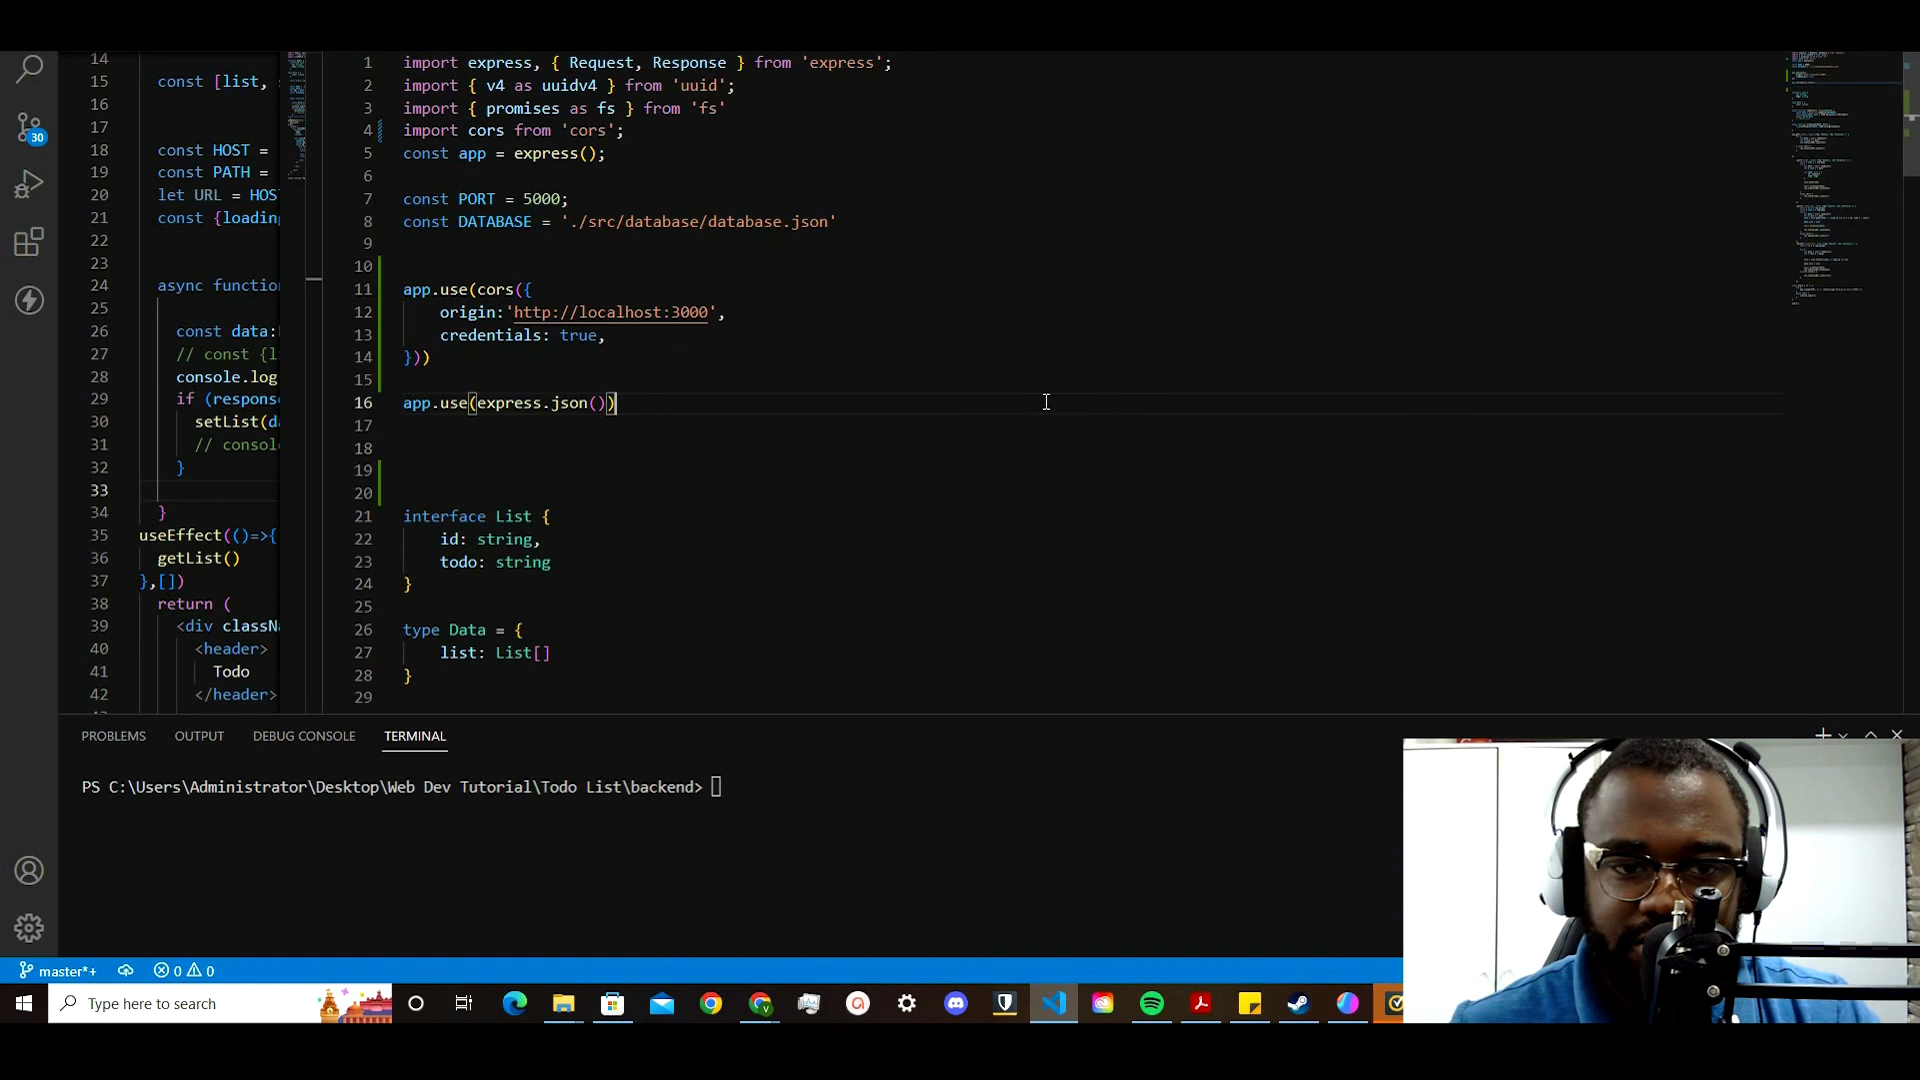 14
15 const [list, s
16
17
18 const HOST =
19 const PATH =
20 let URL = HOS
21 const {loading
22
23
24 async function
25
26 const data:
27 // const {l
28 console.log
29 if (respons
30 setList(da
31 // consol
32 }
33
34 }
35 useEffect(()=>{
36 getList()
37 },[])
38 return (
39 <div classNa
40 <header>
41 Todo
42 </header>
1 import express, { Request, Response } from 'express';
2 import { v4 as uuidv4 } from 'uuid';
3 import { promises as fs } from 'fs'
4 import cors from 'cors';
5 const app = express();
6
7 const PORT = 5000;
8 const DATABASE = './src/database/database.json'
9
10
11 app.use(cors({
12 origin:'http://localhost:3000',
13 credentials: true,
14 }))
15
16 app.use(express.json())
17
18
19
20
21 interface List {
22 id: string,
23 todo: string
24 }
25
26 type Data = {
27 list: List[]
28 }
29
30
PROBLEMS OUTPUT DEBUG CONSOLE TERMINAL
PS C:\Users\Administrator\Desktop\Web Dev Tutorial\Todo List\backend>
master*+ 0 0
Type here to search